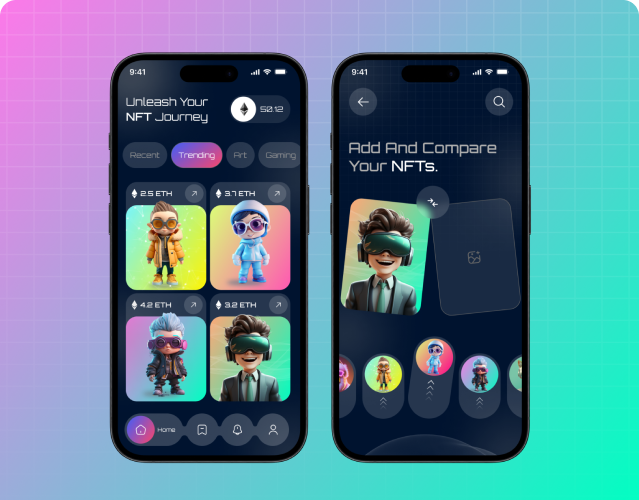 9:41
Unleash Your
NFT Journey
50.12
Recent
Trending
Art
Gaming
2.5 ETH
3.7 ETH
4.2 ETH
3.2 ETH
Home
9:41
Add And Compare
Your NFTs.